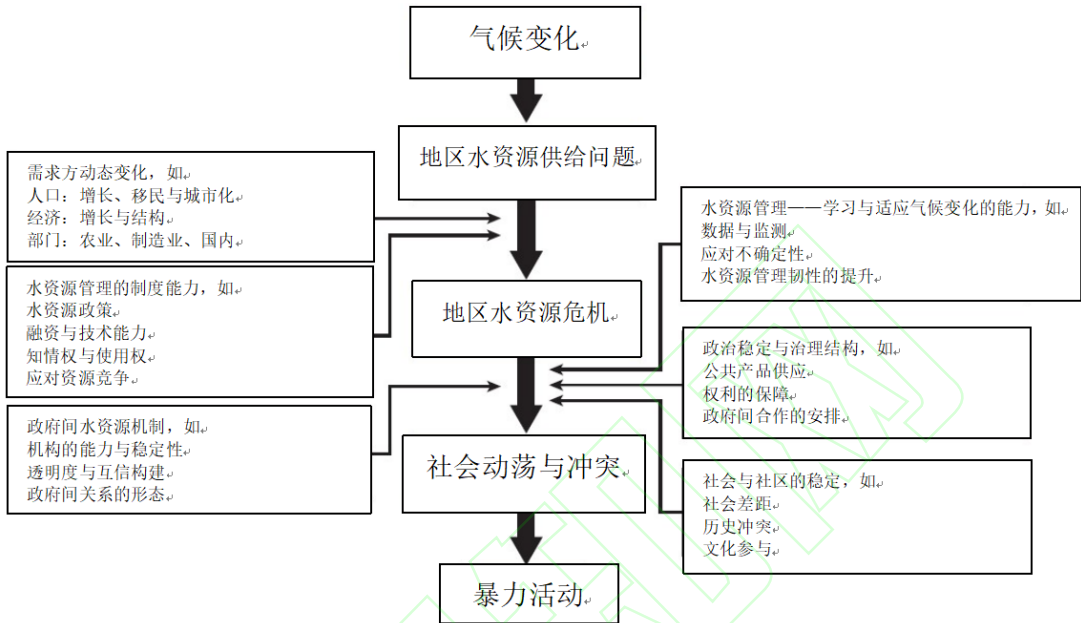 气候变化
地区水资源供给问题
需求方动态变化，如
人口：增长、移民与城市化
经济：增长与结构
部门：农业、制造业、国内
水资源管理——学习与适应气候变化的能力，如
数据与监测
应对不确定性
水资源管理韧性的提升
水资源管理的制度能力，如
水资源政策
融资与技术能力
知情权与使用权
应对资源竞争
地区水资源危机
政治稳定与治理结构，如
公共产品供应
权利的保障
政府间合作的安排
政府间水资源机制，如
机构的能力与稳定性
透明度与互信构建
政府间关系的形态
社会动荡与冲突
社会与社区的稳定，如
社会差距
历史冲突
文化参与
暴力活动